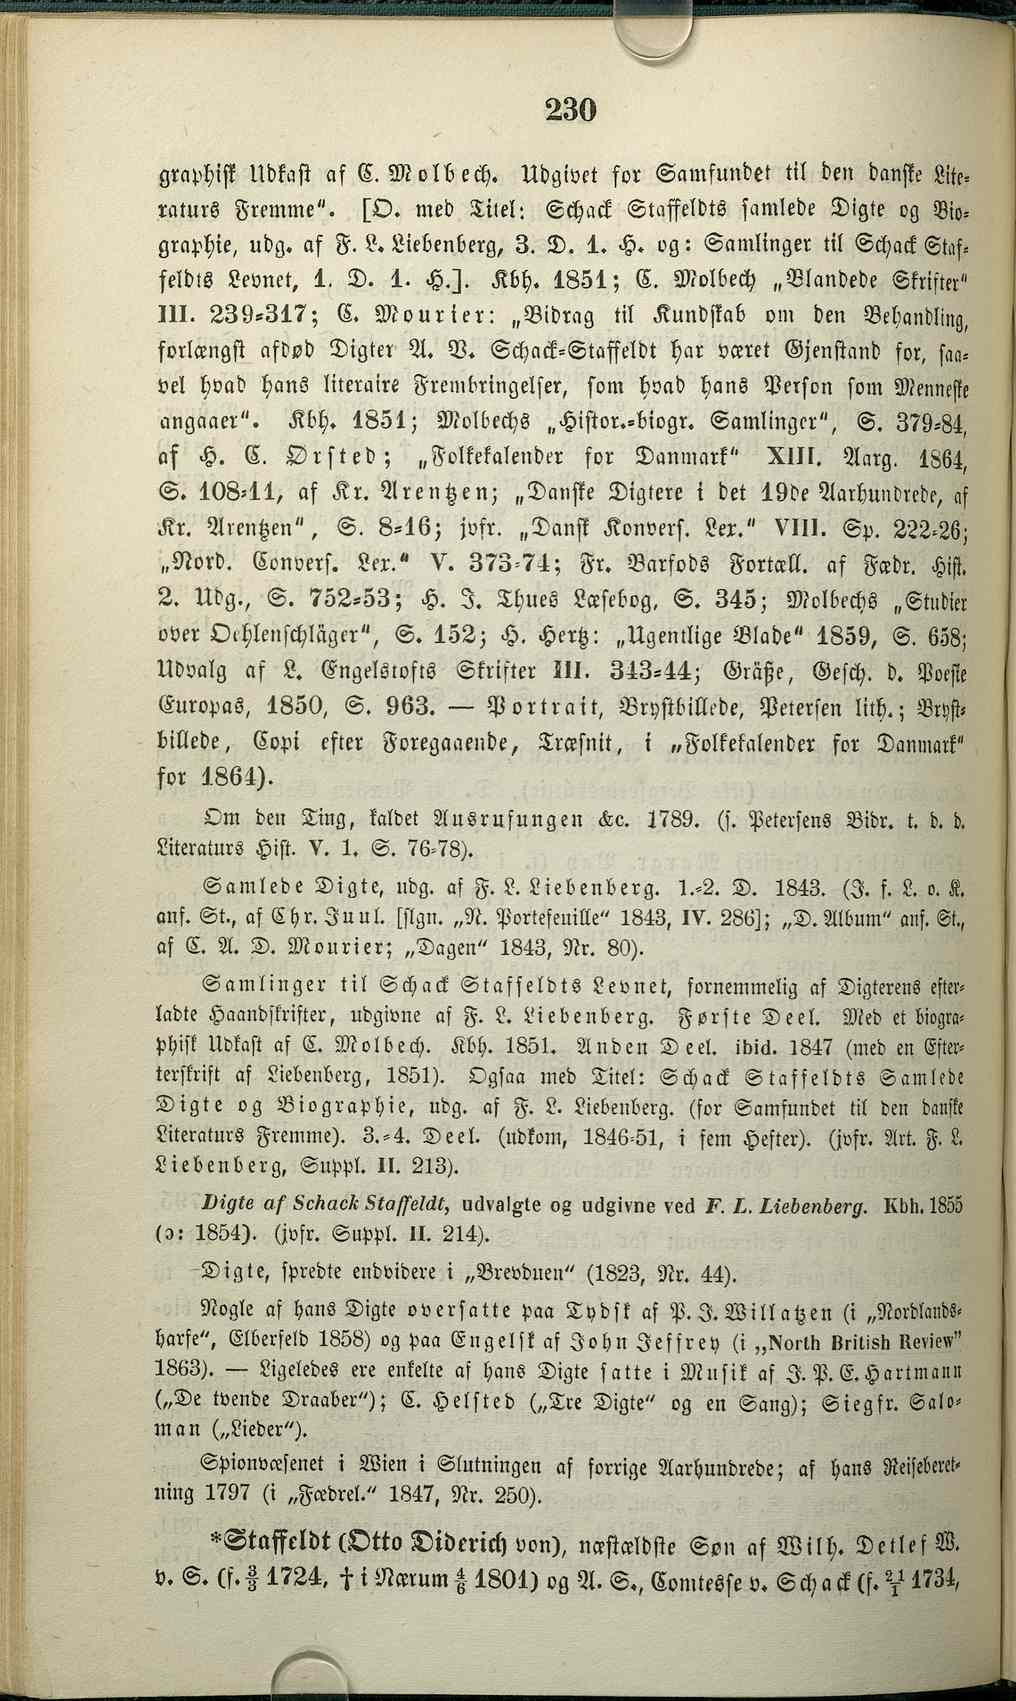 230
graphisk Udkast af C. Molbech. Udgivet for Samfundet til den danske Lite-
raturs Fremme“. [O. med Titel: Schack Staffeldts samlede Digte og Bio-
graphie, udg. af F. L. Liebenberg, 3. D. 1. H. og: Samlinger til Schack Staf-
feldts Levnet, 1. D. 1. H.]. Kbh. 1851; C. Molbech „Blandede Skrifter“
III. 239-317; C. Mourier: „Bidrag til Kundskab om den Behandling,
forlængst afdød Digter A. V. Schack-Staffeldt har været Gjenstand for, saa-
vel hvad hans literaire Frembringelser, som hvad hans Person som Menneske
angaaer“. Kbh. 1851; Molbechs „Histor.-biogr. Samlinger“, S. 379-84,
af H. C. Ørsted; „Folkekalender for Danmark“ XIII. Aarg. 1864,
S. 108-11, af Kr. Arentzen; „Danske Digtere i det 19de Aarhundrede, af
Kr. Arentzen“, S. 8-16; jvfr. „Dansk Konvers. Lex.“ VIII. Sp. 222-26;
„Nord. Convers. Lex.“ V. 373-74; Fr. Barfods Fortæll. af Fædr. Hist.
2. Udg., S. 752-53; H. J. Thues Læsebog, S. 345; Molbechs „Studier
over Oehlenschläger“, S. 152; H. Hertz: „Ugentlige Blade“ 1859, S. 658;
Udvalg af L. Engelstofts Skrifter III. 343-44; Gräße, Gesch. d. Poesie
Europas, 1850, S. 963. — Portrait, Brystbillede, Petersen lith.; Bryst-
billede, Copi efter Foregaaende, Træsnit, i „Folkekalender for Danmark“
for 1864).
Om den Ting, kaldet Ausrufungen &c. 1789. (s. Petersens Bidr. t. d. d.
Literaturs Hist. V. 1. S. 76-78).
Samlede Digte, udg. af F. L. Liebenberg. 1.-2. D. 1843. (J. f. L. o. K.
anf. St., af Chr. Juul. [slgn. „N. Portefeuille“ 1843, IV. 286]; „D. Album“ anf. St.,
af C. A. D. Mourier; „Dagen“ 1843, Nr. 80).
Samlinger til Schack Staffeldts Levnet, fornemmelig af Digterens efter-
ladte Haandskrifter, udgivne af F. L. Liebenberg. Første Deel. Med et biogra-
phisk Udkast af C. Molbech. Kbh. 1851. Anden Deel. ibid. 1847 (med en Efter-
terskrift af Liebenberg, 1851). Ogsaa med Titel: Schack Staffeldts Samlede
Digte og Biographie, udg. af F. L. Liebenberg. (for Samfundet til den danske
Literaturs Fremme). 3.-4. Deel. (udkom, 1846-51, i fem Hefter). (jvfr. Art. F. L.
Liebenberg, Suppl. II. 213).
Digte af Schack Staffeldt, udvalgte og udgivne ved F. L. Liebenberg. Kbh. 1855
(ɔ: 1854). (jvfr. Suppl. II. 214).
Digte, spredte endvidere i „Brevduen“ (1823, Nr. 44).
Nogle af hans Digte oversatte paa Tydsk af P. J. Willatzen (i „Nordlands-
harfe“, Elberfeld 1858) og paa Engelsk af John Jeffrey (i „North British Review”
1863). — Ligeledes ere enkelte af hans Digte satte i Musik af J. P. E. Hartmann
(„De tvende Draaber“); C. Helsted („Tre Digte“ og en Sang); Siegfr. Salo-
man („Lieder“).
Spionvæsenet i Wien i Slutningen af forrige Aarhundrede; af hans Reiseberet-
ning 1797 (i „Fædrel.“ 1847, Nr. 250).
*Staffeldt (Otto Diderich von), næstældste Søn af Wilh. Detlef W.
v. S. (f. 3/3 1724, † i Nærum 4/6 1801) og A. S., Comtesse v. Schack (f. 21/1 1734,